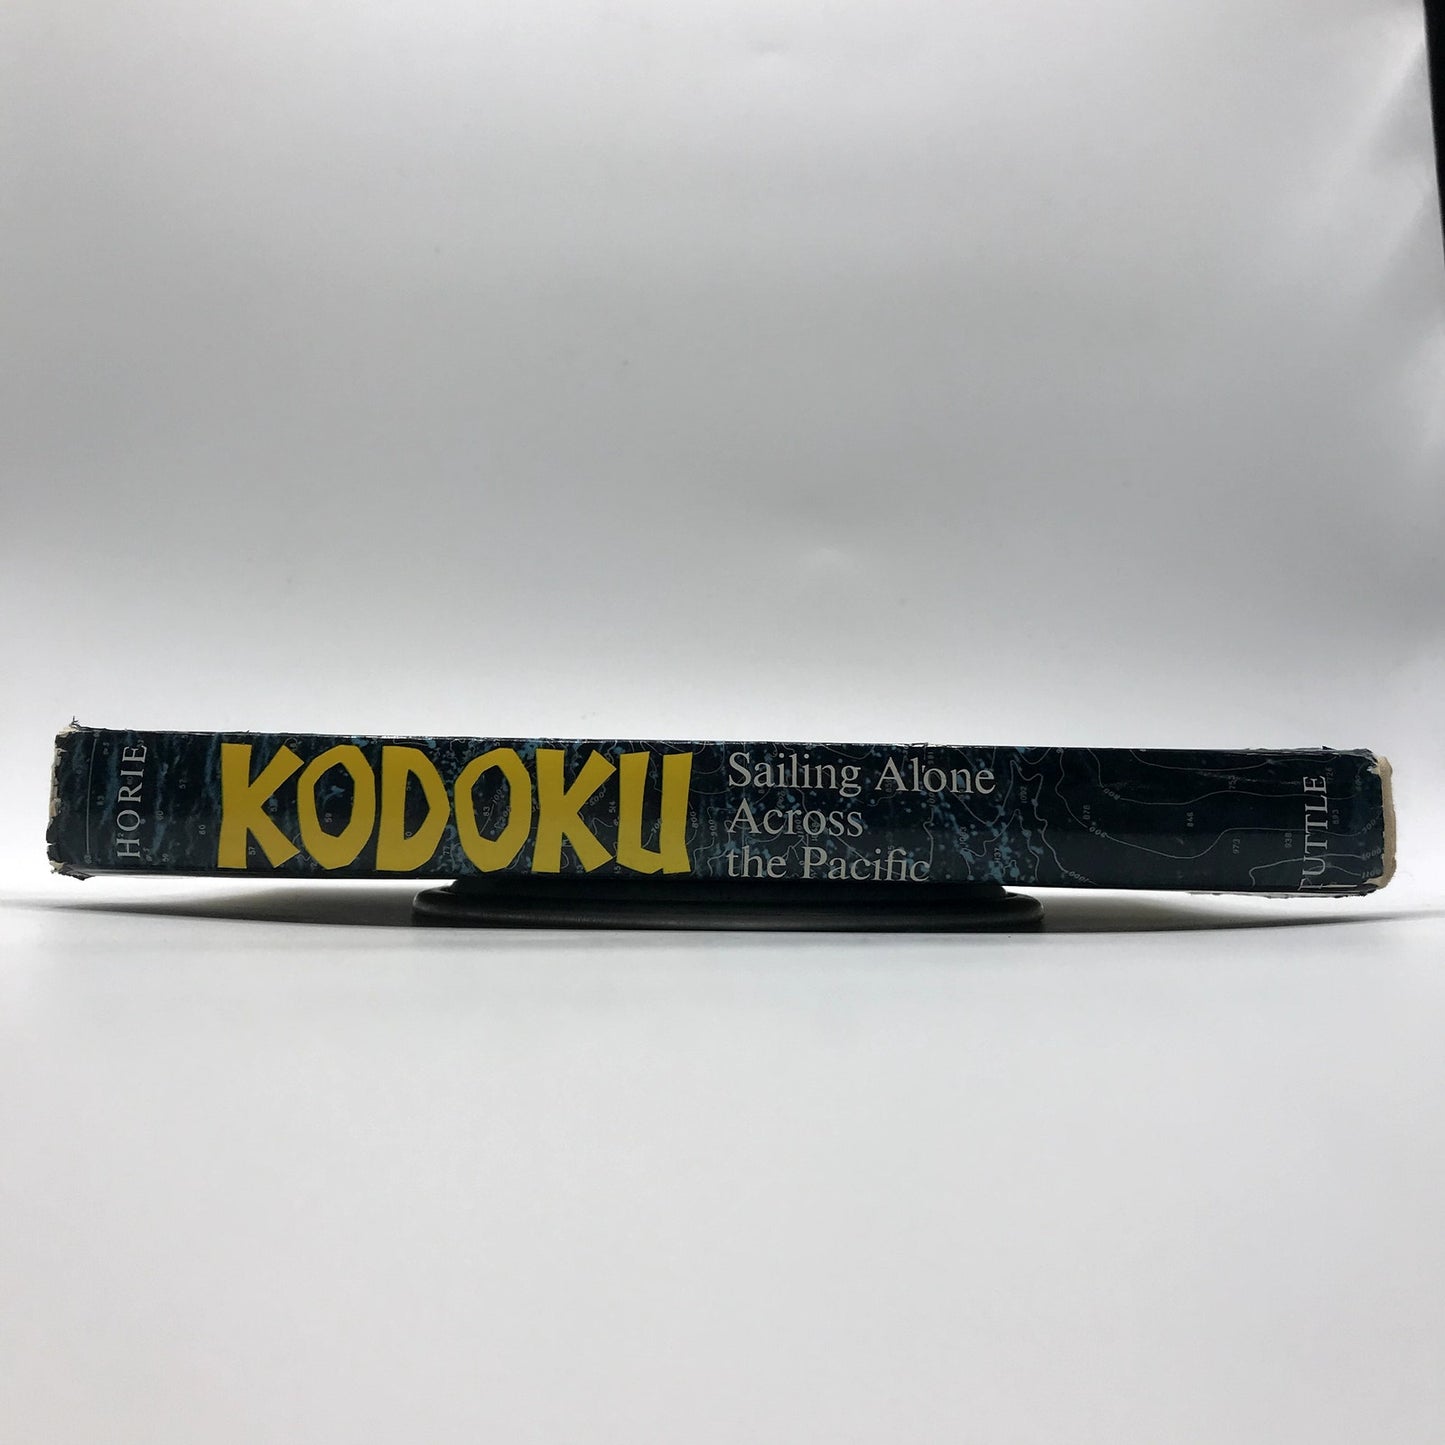 HORIE
KODOKU
Sailing Alone
Across
the Pacific
TUTTLE